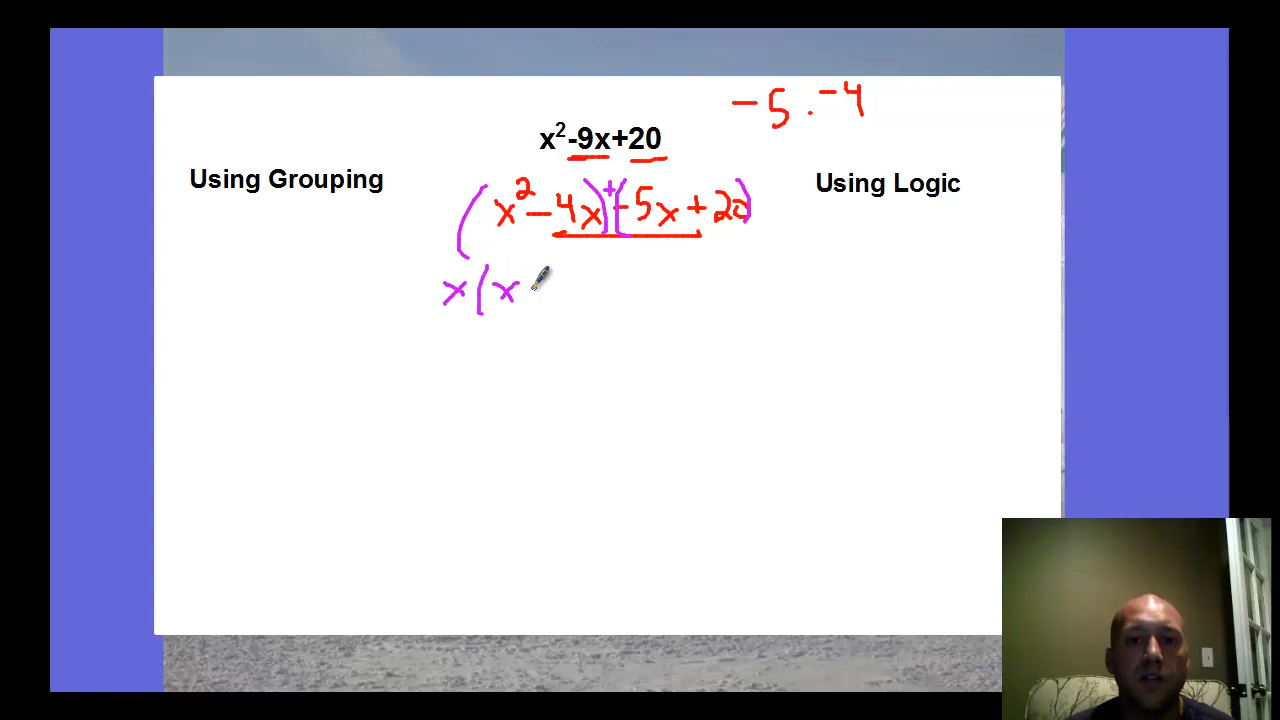 -5 . -4
x²-9x+20
Using Grouping
Using Logic
(x² - 4x) + (-5x + 20)
x(x